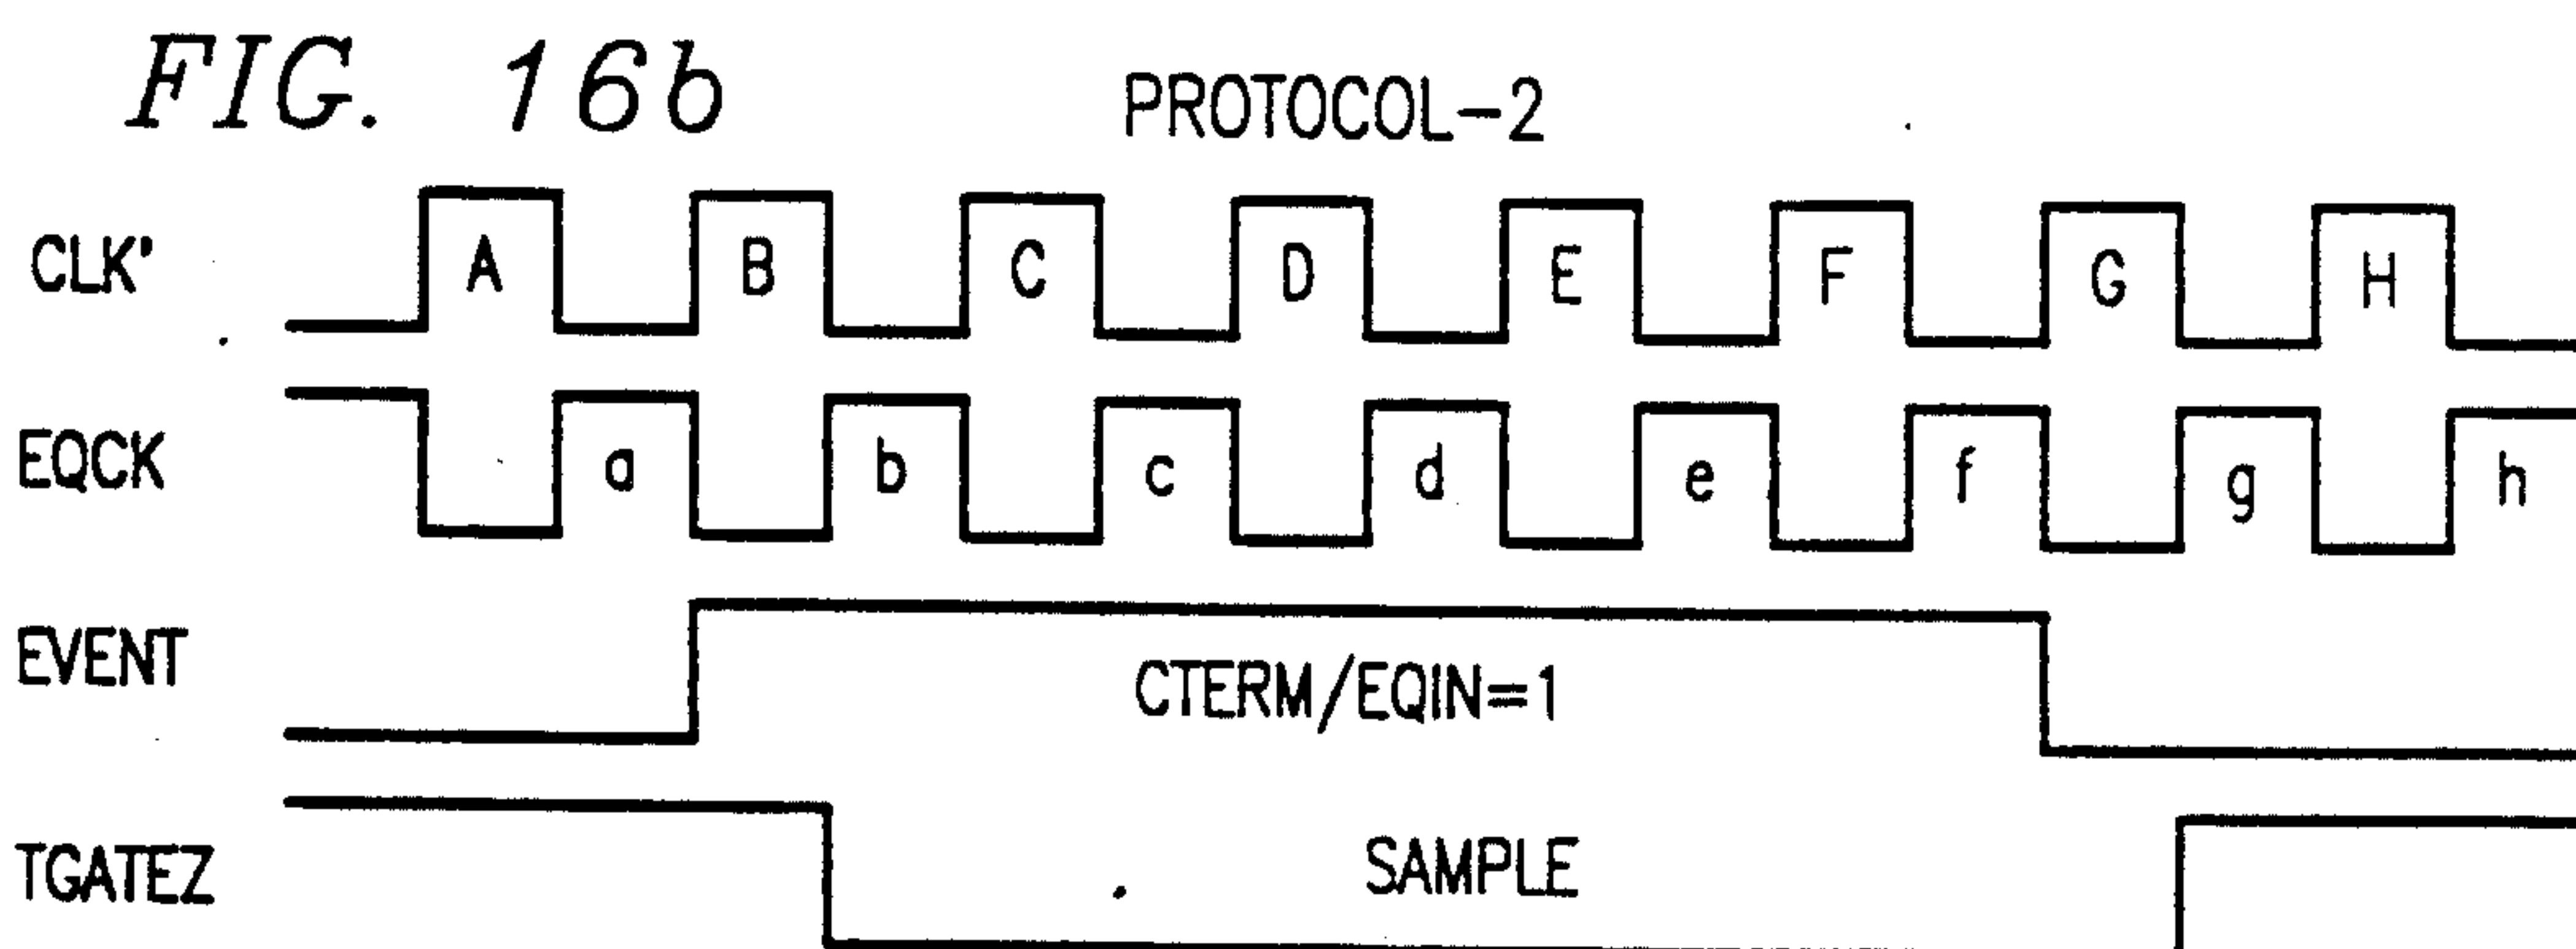 FIG. 16b
PROTOCOL-2
CLK'
A B C D E F G H
EQCK
a b c d e f g h
EVENT
CTERM/EQIN=1
TGATEZ
SAMPLE